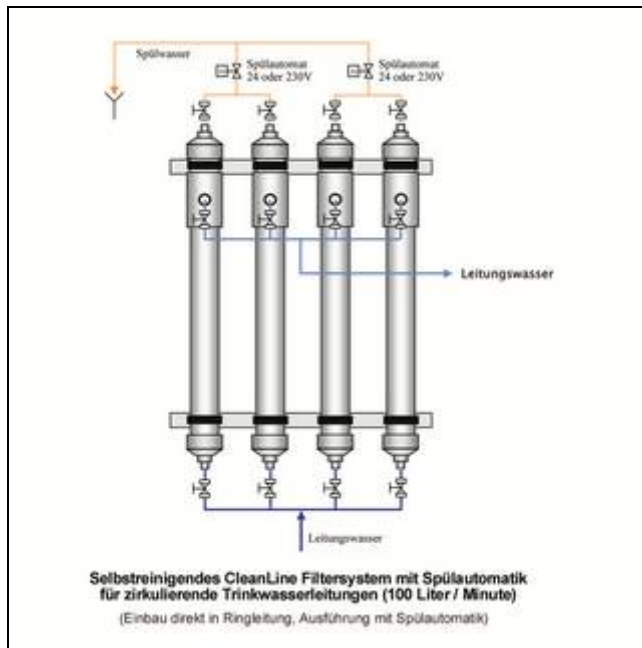 Spülwasser
Spülautomat
24 oder 230V
Spülautomat
24 oder 230V
Leitungswasser
Leitungswasser
Selbstreinigendes CleanLine Filtersystem mit Spülautomatik
für zirkulierende Trinkwasserleitungen (100 Liter / Minute)
(Einbau direkt in Ringleitung, Ausführung mit Spülautomatik)